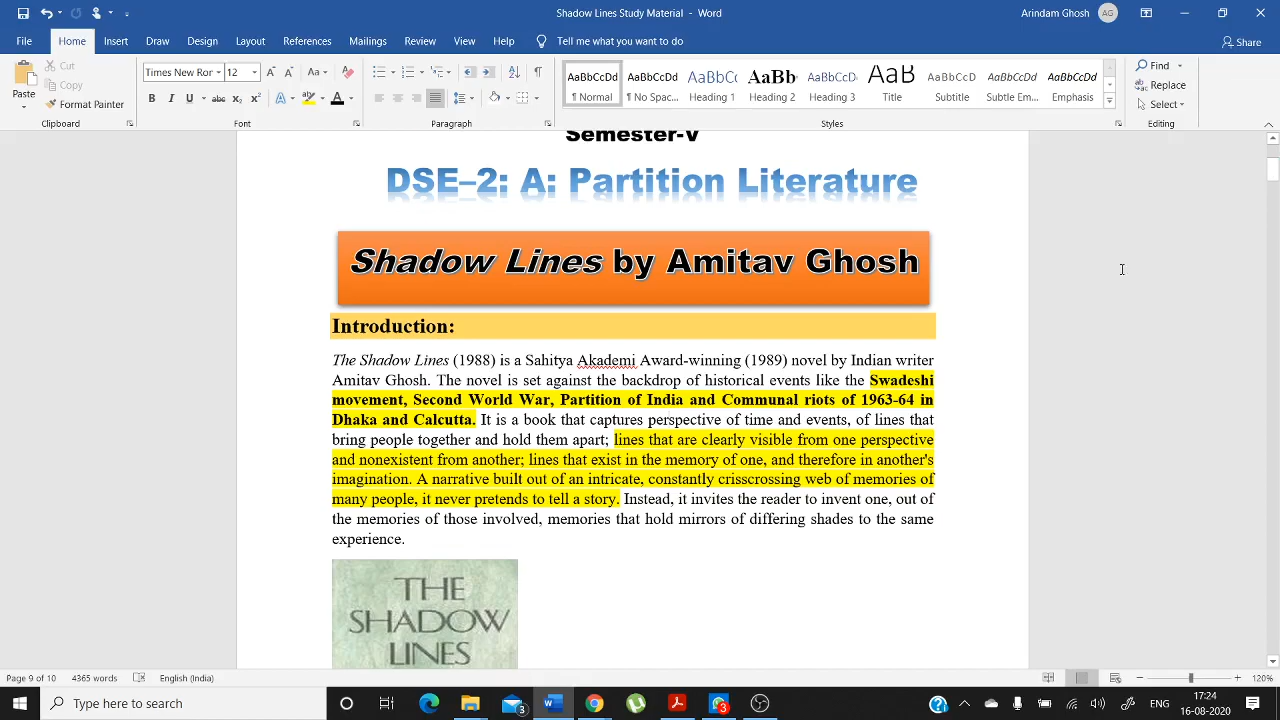 Shadow Lines Study Material - Word
Arindam Ghosh
AG
File Home Insert Draw Design Layout References Mailings Review View Help Tell me what you want to do
Share
Paste
Cut
Copy
Format Painter
Clipboard
Times New Ror 12
Aa
B I U abc x₂ x²
Font
Paragraph
AaBbCcDd AaBbCcDd AaBbCc AaBb AaBbCcD AaB AaBbCcD AaBbCcDd AaBbCcDd
¶ Normal ¶ No Spac... Heading 1 Heading 2 Heading 3 Title Subtitle Subtle Em... Emphasis
Styles
Find
Replace
Select
Editing
Semester-V
DSE–2: A: Partition Literature
Shadow Lines by Amitav Ghosh
Introduction:
The Shadow Lines (1988) is a Sahitya Akademi Award-winning (1989) novel by Indian writer
Amitav Ghosh. The novel is set against the backdrop of historical events like the Swadeshi
movement, Second World War, Partition of India and Communal riots of 1963-64 in
Dhaka and Calcutta. It is a book that captures perspective of time and events, of lines that
bring people together and hold them apart; lines that are clearly visible from one perspective
and nonexistent from another; lines that exist in the memory of one, and therefore in another's
imagination. A narrative built out of an intricate, constantly crisscrossing web of memories of
many people, it never pretends to tell a story. Instead, it invites the reader to invent one, out of
the memories of those involved, memories that hold mirrors of differing shades to the same
experience.
THE
SHADOW
LINES
Page 9 of 10 4365 words English (India)
120%
Type here to search
3
3
ENG
17:24
16-08-2020